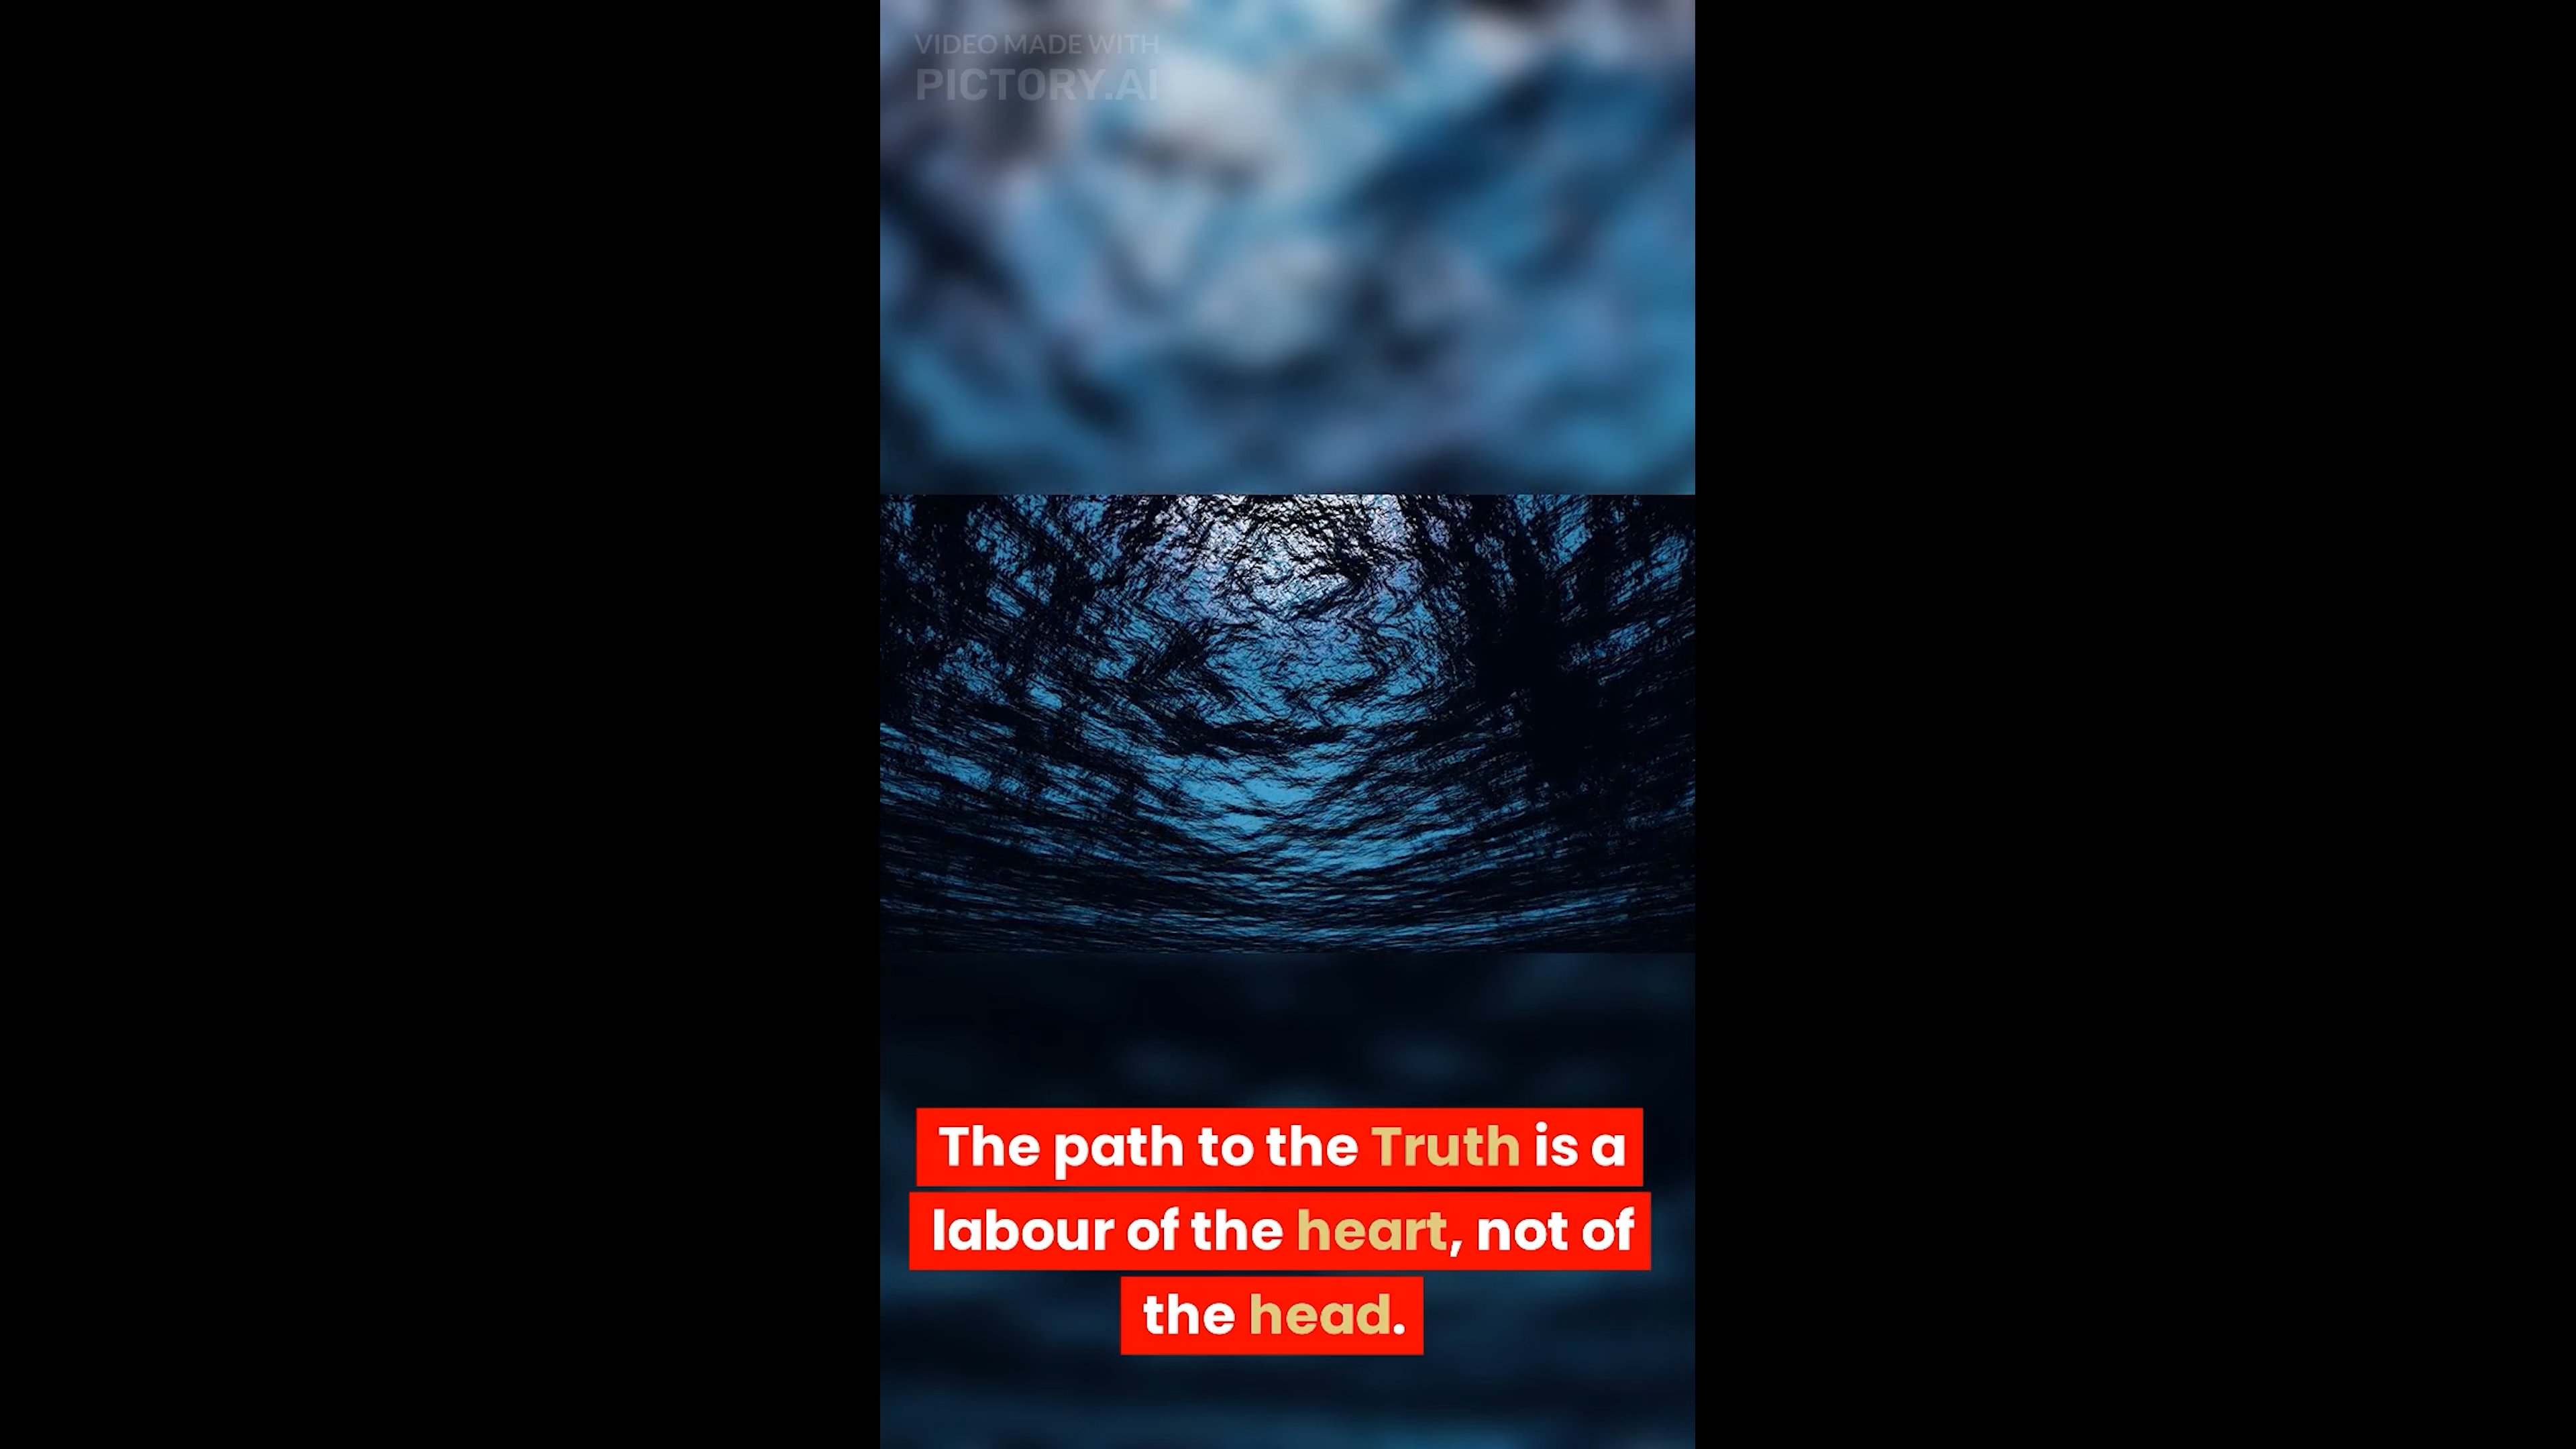 VIDEO MADE WITH
PICTORY.AI
The path to the Truth is a
labour of the heart, not of
the head.